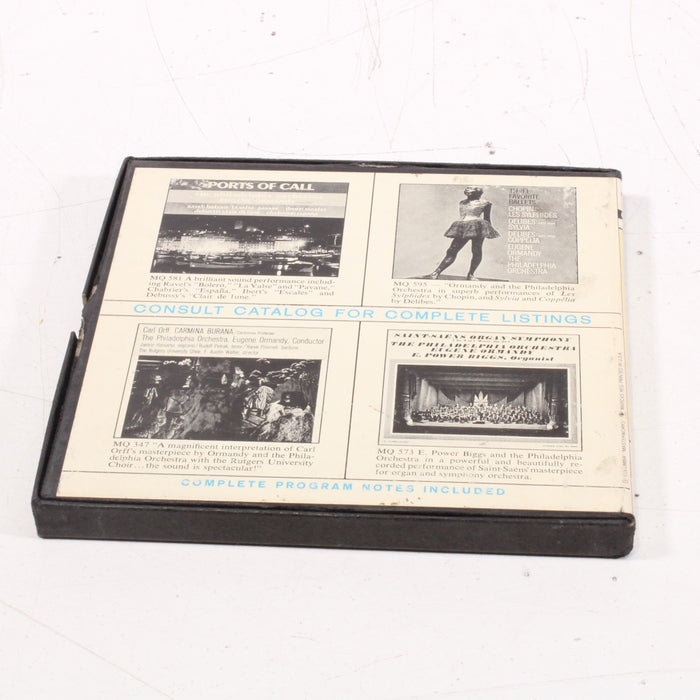 PORTS OF CALL
MQ 581 A brilliant sound performance includ-
ing Ravel's "Bolero," "La Valse" and "Pavane,"
Chabrier's "España," Ibert's "Escales" and
Debussy's "Clair de lune."
THREE
FAVORITE
BALLETS
CHOPIN:
LES SYLPHIDES
DELIBES:
SYLVIA
DELIBES:
COPPELIA
EUGENE
ORMANDY
THE
PHILADELPHIA
ORCHESTRA
MQ 595 — "Ormandy and the Philadelphia
Orchestra in superb performances of Les
Sylphides by Chopin, and Sylvia and Coppélia
by Delibes."
CONSULT CATALOG FOR COMPLETE LISTINGS
Carl Orff: CARMINA BURANA
The Philadelphia Orchestra, Eugene Ormandy, Conductor
MQ 347 "A magnificent interpretation of Carl
Orff's masterpiece by Ormandy and the Phila-
delphia Orchestra with the Rutgers University
Choir . . . the sound is spectacular!"
SAINT-SAENS: ORGAN SYMPHONY
THE PHILADELPHIA ORCHESTRA
EUGENE ORMANDY
E. POWER BIGGS, Organist
MQ 573 E. Power Biggs and the Philadelphia
Orchestra in a powerful and beautifully re-
corded performance of Saint-Saëns' masterpiece
for organ and symphony orchestra.
COMPLETE PROGRAM NOTES INCLUDED